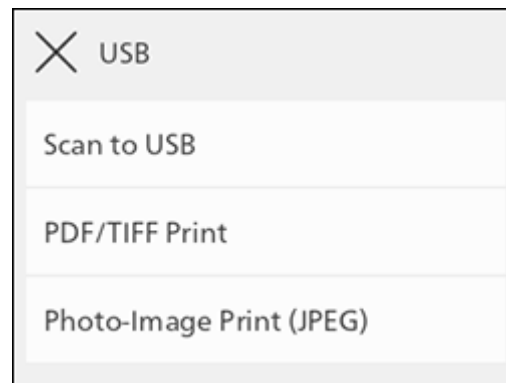 USB
Scan to USB
PDF/TIFF Print
Photo-Image Print (JPEG)